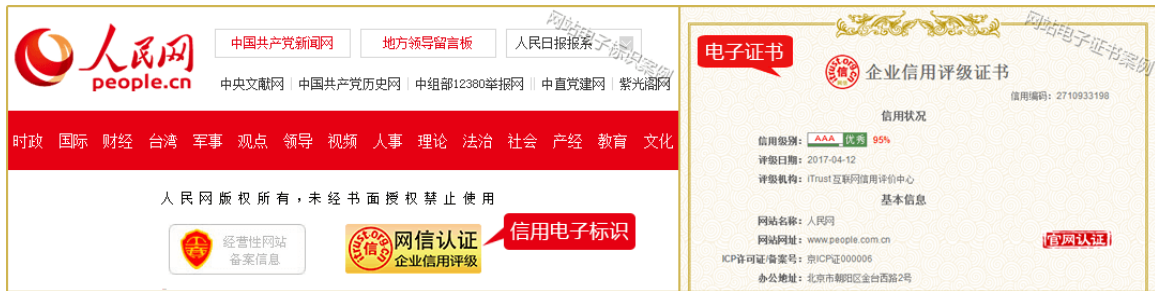 人民网
people.cn
中国共产党新闻网
地方领导留言板
人民日报报系
网站电子标识案例
中央文献网 中国共产党历史网 中组部12380举报网 中直党建网 紫光阁网
时政 国际 财经 台湾 军事 观点 领导 视频 人事 理论 法治 社会 产经 教育 文化
人民网版权所有，未经书面授权禁止使用
经营性网站
备案信息
itrust.org.cn
信
网信认证
企业信用评级
信用电子标识
电子证书
网站电子证书案例
itrust.org.cn
信
企业信用评级证书
信用编码：2710933198
信用状况
信用级别：AAA 优秀 95%
评级日期：2017-04-12
评级机构：iTrust互联网信用评价中心
基本信息
网站名称：人民网
网站网址：www.people.com.cn
官网认证
ICP许可证/备案号：京ICP证000006
办公地址：北京市朝阳区金台西路2号